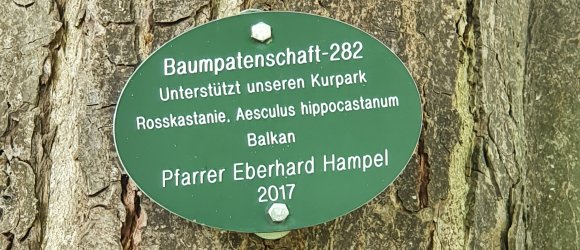 Baumpatenschaft-282
Unterstützt unseren Kurpark
Rosskastanie, Aesculus hippocastanum
Balkan
Pfarrer Eberhard Hampel
2017